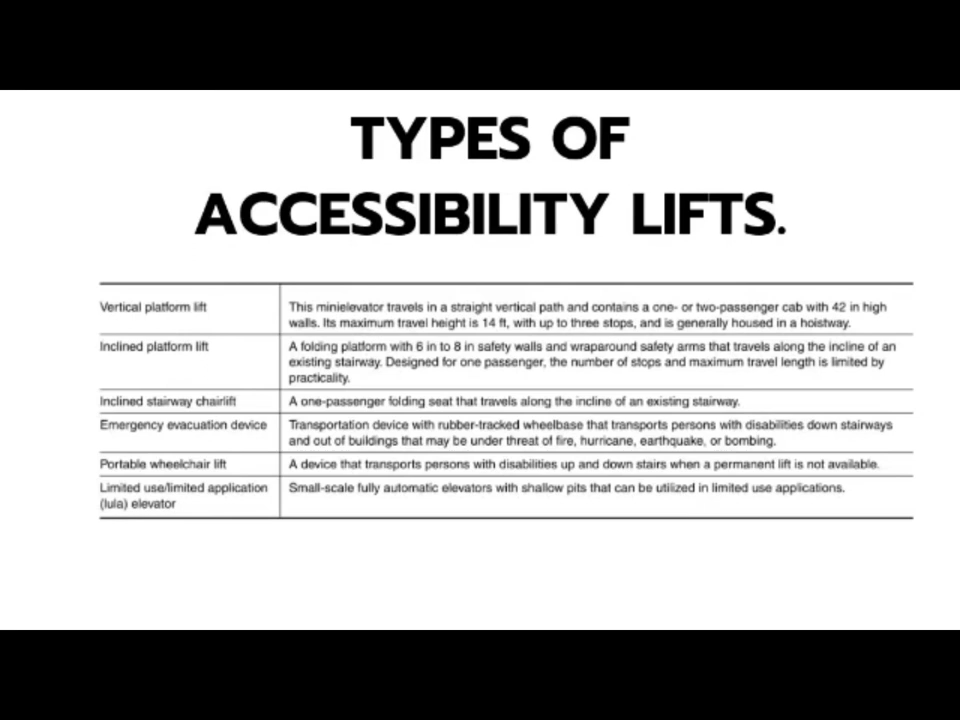 TYPES OF
ACCESSIBILITY LIFTS.
Vertical platform lift
This minielevator travels in a straight vertical path and contains a one- or two-passenger cab with 42 in high
walls. Its maximum travel height is 14 ft, with up to three stops, and is generally housed in a hoistway.
Inclined platform lift
A folding platform with 6 in to 8 in safety walls and wraparound safety arms that travels along the incline of an
existing stairway. Designed for one passenger, the number of stops and maximum travel length is limited by
practicality.
Inclined stairway chairlift
A one-passenger folding seat that travels along the incline of an existing stairway.
Emergency evacuation device
Transportation device with rubber-tracked wheelbase that transports persons with disabilities down stairways
and out of buildings that may be under threat of fire, hurricane, earthquake, or bombing.
Portable wheelchair lift
A device that transports persons with disabilities up and down stairs when a permanent lift is not available.
Limited use/limited application
(lula) elevator
Small-scale fully automatic elevators with shallow pits that can be utilized in limited use applications.